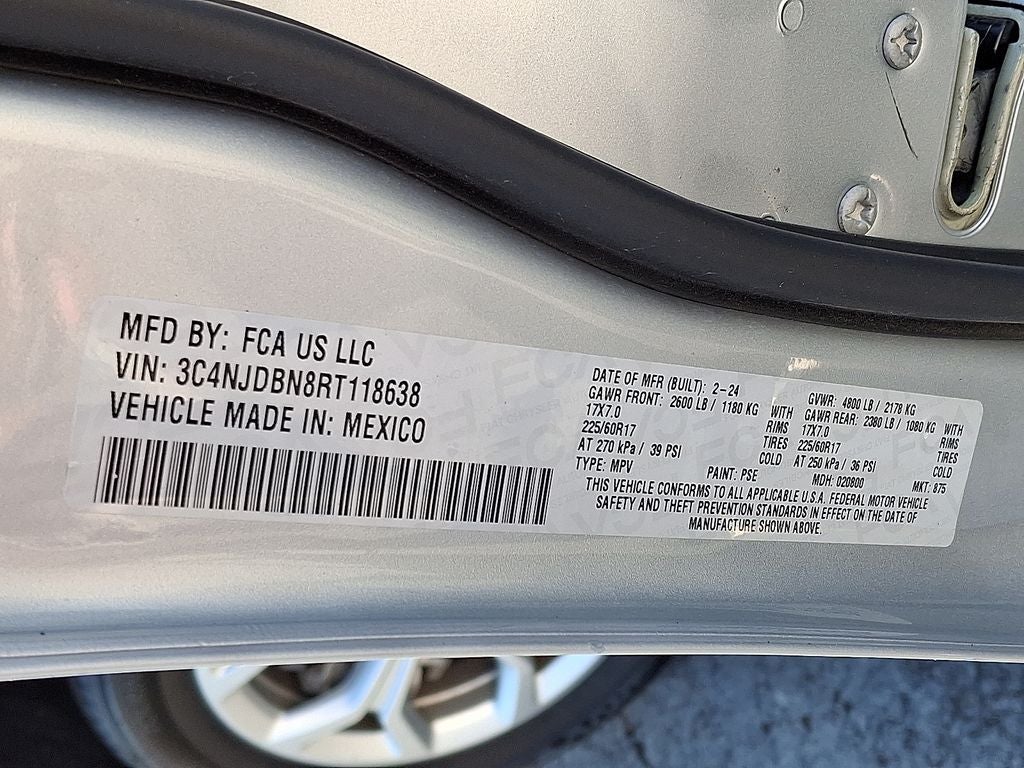 MFD BY: FCA US LLC
VIN: 3C4NJDBN8RT118638
VEHICLE MADE IN: MEXICO
DATE OF MFR (BUILT): 2-24 GVWR: 4800 LB / 2178 KG
GAWR FRONT: 2600 LB / 1180 KG WITH GAWR REAR: 2380 LB / 1080 KG WITH
17X7.0 RIMS 17X7.0 RIMS
225/60R17 TIRES 225/60R17 TIRES
AT 270 kPa / 39 PSI COLD AT 250 kPa / 36 PSI COLD
TYPE: MPV PAINT: PSE MDH: 020800 MKT: 875
THIS VEHICLE CONFORMS TO ALL APPLICABLE U.S.A. FEDERAL MOTOR VEHICLE
SAFETY AND THEFT PREVENTION STANDARDS IN EFFECT ON THE DATE OF
MANUFACTURE SHOWN ABOVE.